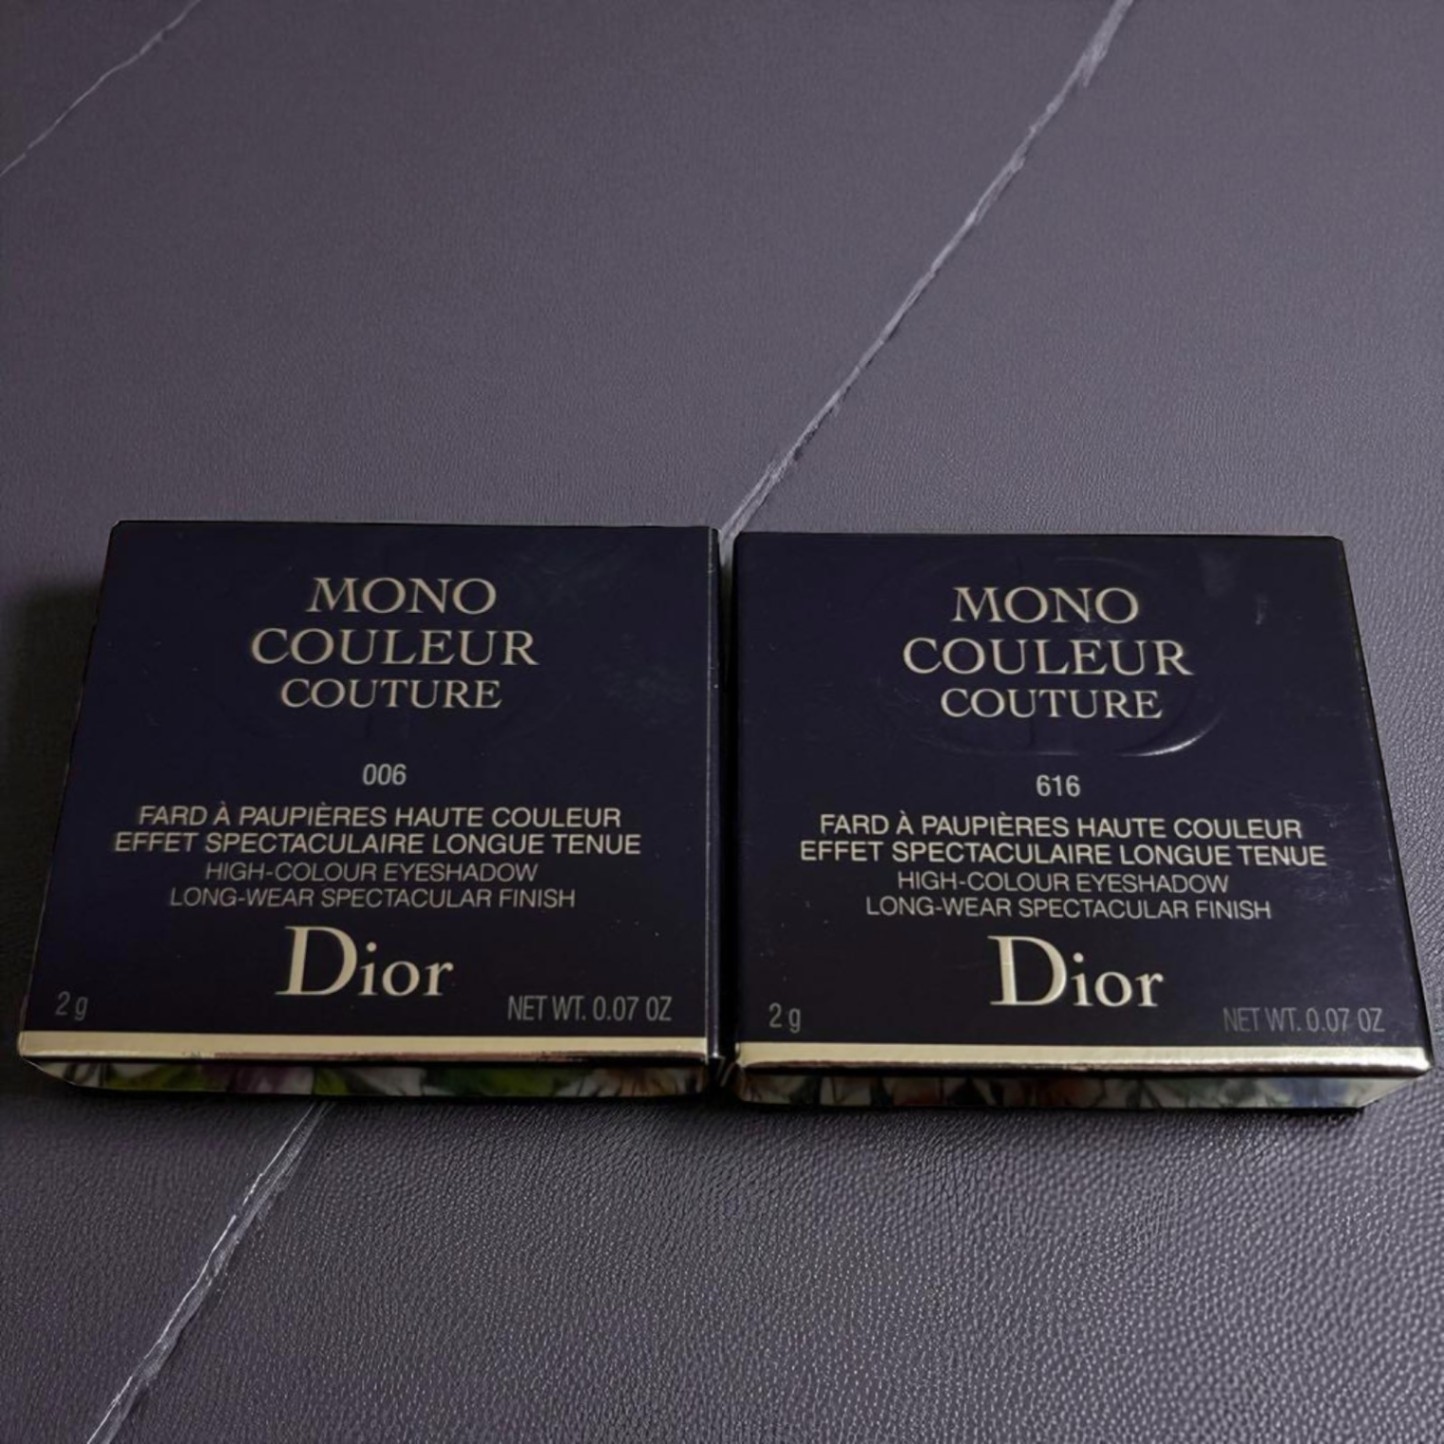 MONO
COULEUR
COUTURE
006
FARD À PAUPIÈRES HAUTE COULEUR
EFFET SPECTACULAIRE LONGUE TENUE
HIGH-COLOUR EYESHADOW
LONG-WEAR SPECTACULAR FINISH
Dior
2 g
NET WT. 0.07 OZ
MONO
COULEUR
COUTURE
616
FARD À PAUPIÈRES HAUTE COULEUR
EFFET SPECTACULAIRE LONGUE TENUE
HIGH-COLOUR EYESHADOW
LONG-WEAR SPECTACULAR FINISH
Dior
2 g
NET WT. 0.07 OZ